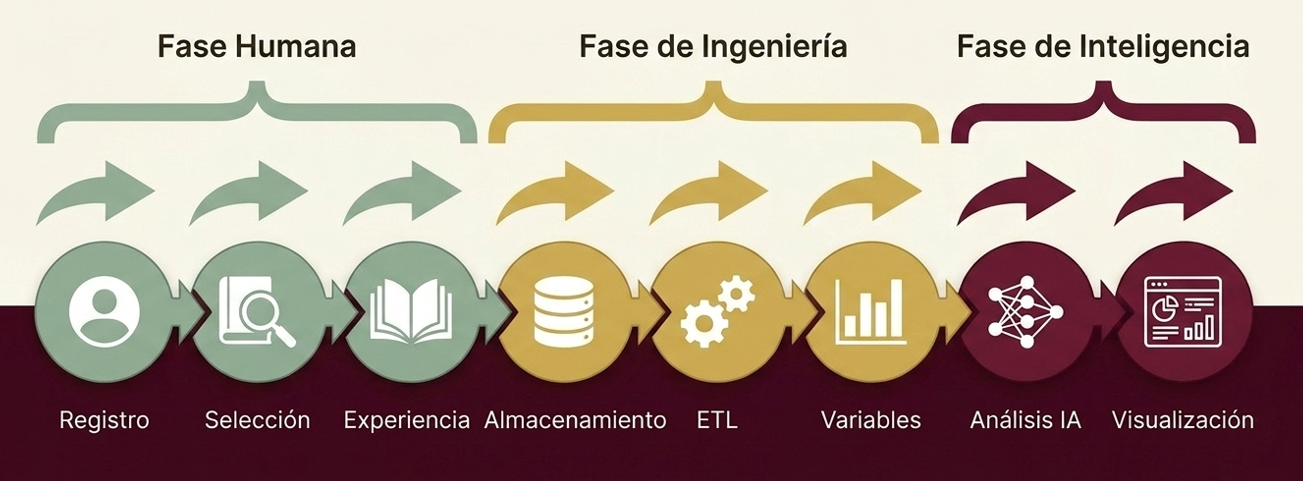 Fase Humana
Fase de Ingeniería
Fase de Inteligencia
Registro
Selección
Experiencia
Almacenamiento
ETL
Variables
Análisis IA
Visualización